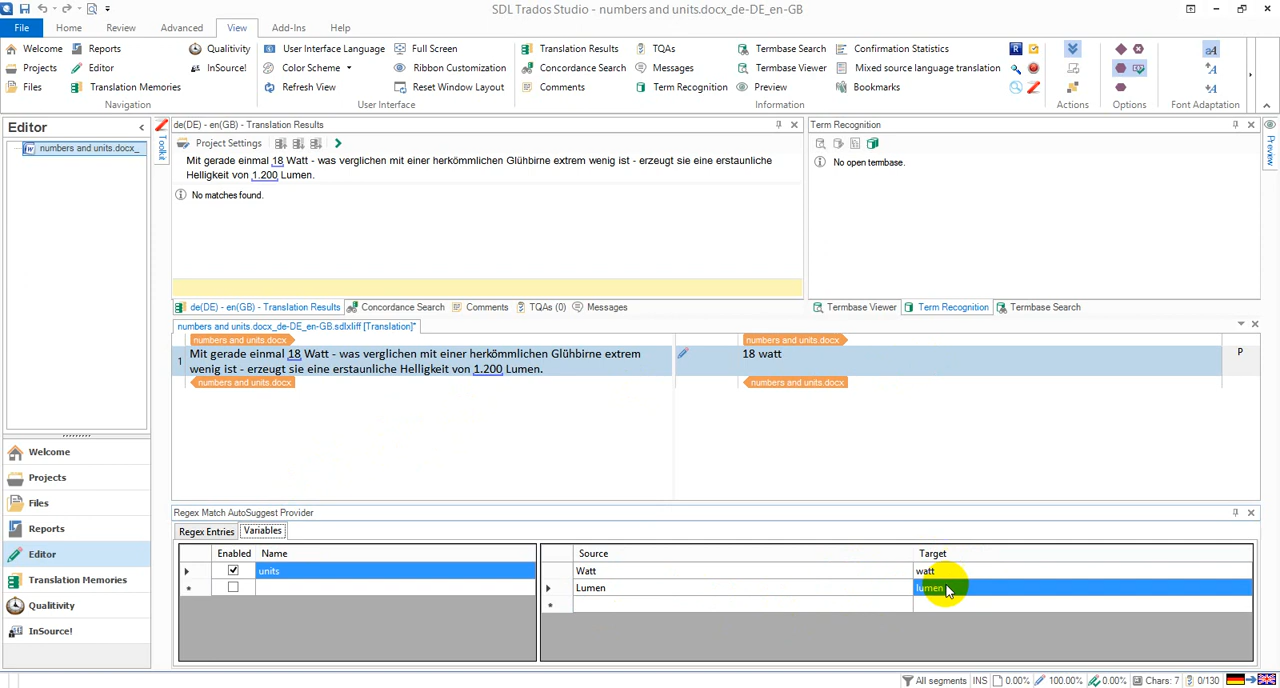 SDL Trados Studio - numbers and units.docx_de-DE_en-GB
File Home Review Advanced View Add-Ins Help
Welcome Reports Qualitivity User Interface Language Full Screen Translation Results TQAs Termbase Search Confirmation Statistics
Projects Editor InSource! Color Scheme Ribbon Customization Concordance Search Messages Termbase Viewer Mixed source language translation
Files Translation Memories Refresh View Reset Window Layout Comments Term Recognition Preview Bookmarks
Navigation User Interface Information Actions Options Font Adaptation
Editor
numbers and units.docx_
Toolkit
de(DE) - en(GB) - Translation Results
Project Settings
Mit gerade einmal 18 Watt - was verglichen mit einer herkömmlichen Glühbirne extrem wenig ist - erzeugt sie eine erstaunliche
Helligkeit von 1.200 Lumen.
No matches found.
Term Recognition
No open termbase.
Preview
de(DE) - en(GB) - Translation Results Concordance Search Comments TQAs (0) Messages
Termbase Viewer Term Recognition Termbase Search
numbers and units.docx_de-DE_en-GB.sdlxliff [Translation]*
numbers and units.docx numbers and units.docx
1 Mit gerade einmal 18 Watt - was verglichen mit einer herkömmlichen Glühbirne extrem
wenig ist - erzeugt sie eine erstaunliche Helligkeit von 1.200 Lumen.
18 watt P
numbers and units.docx numbers and units.docx
Welcome
Projects
Files
Reports
Editor
Translation Memories
Qualitivity
InSource!
Regex Match AutoSuggest Provider
Regex Entries Variables
Enabled Name
units
Source Target
Watt watt
Lumen lumen
All segments INS 0.00% 100.00% 0.00% Chars: 7 0/130